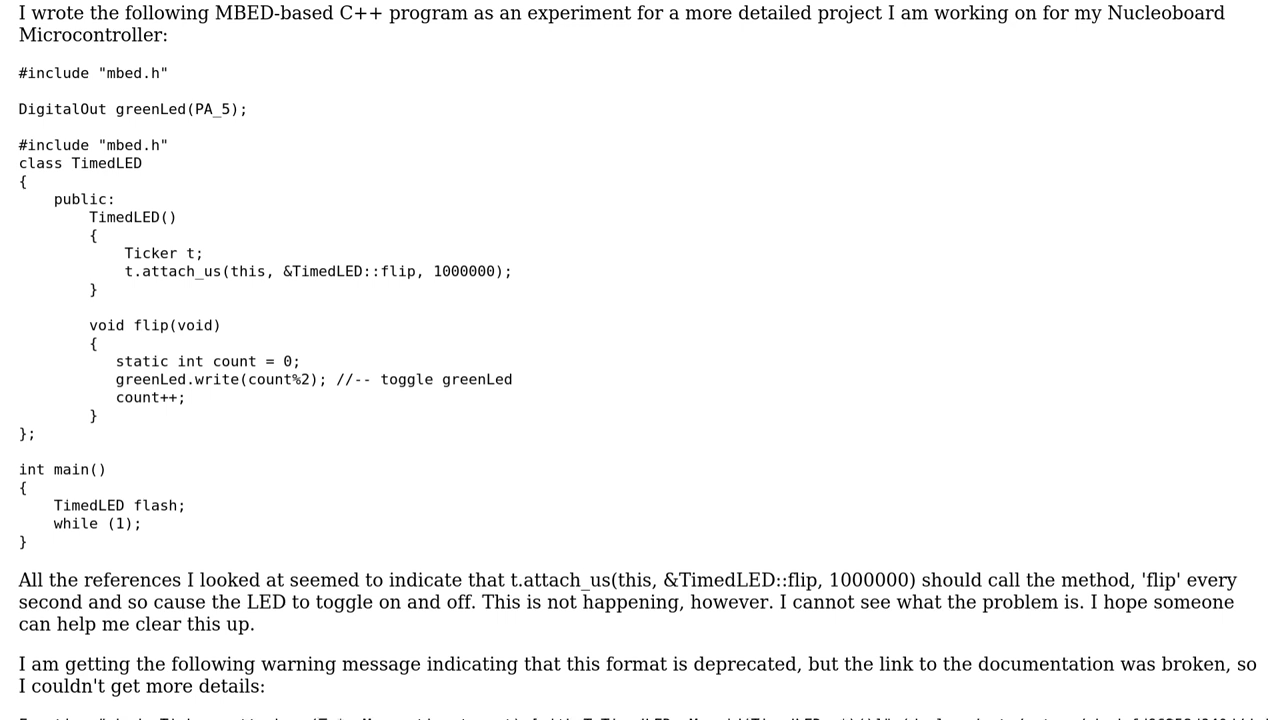 I wrote the following MBED-based C++ program as an experiment for a more detailed project I am working on for my Nucleoboard
Microcontroller:
#include "mbed.h"
DigitalOut greenLed(PA_5);
#include "mbed.h"
class TimedLED
{
    public:
        TimedLED()
        {
            Ticker t;
            t.attach_us(this, &TimedLED::flip, 1000000);
        }
        void flip(void)
        {
           static int count = 0;
           greenLed.write(count%2); //-- toggle greenLed
           count++;
        }
};
int main()
{
    TimedLED flash;
    while (1);
}
All the references I looked at seemed to indicate that t.attach_us(this, &TimedLED::flip, 1000000) should call the method, 'flip' every
second and so cause the LED to toggle on and off. This is not happening, however. I cannot see what the problem is. I hope someone
can help me clear this up.
I am getting the following warning message indicating that this format is deprecated, but the link to the documentation was broken, so
I couldn't get more details: